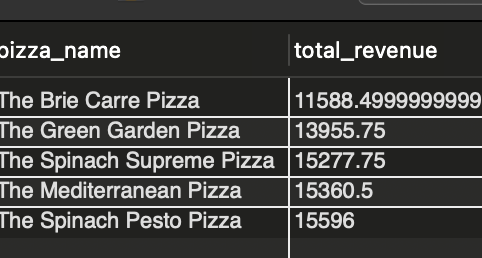 pizza_name total_revenue
The Brie Carre Pizza 11588.4999999999
The Green Garden Pizza 13955.75
The Spinach Supreme Pizza 15277.75
The Mediterranean Pizza 15360.5
The Spinach Pesto Pizza 15596